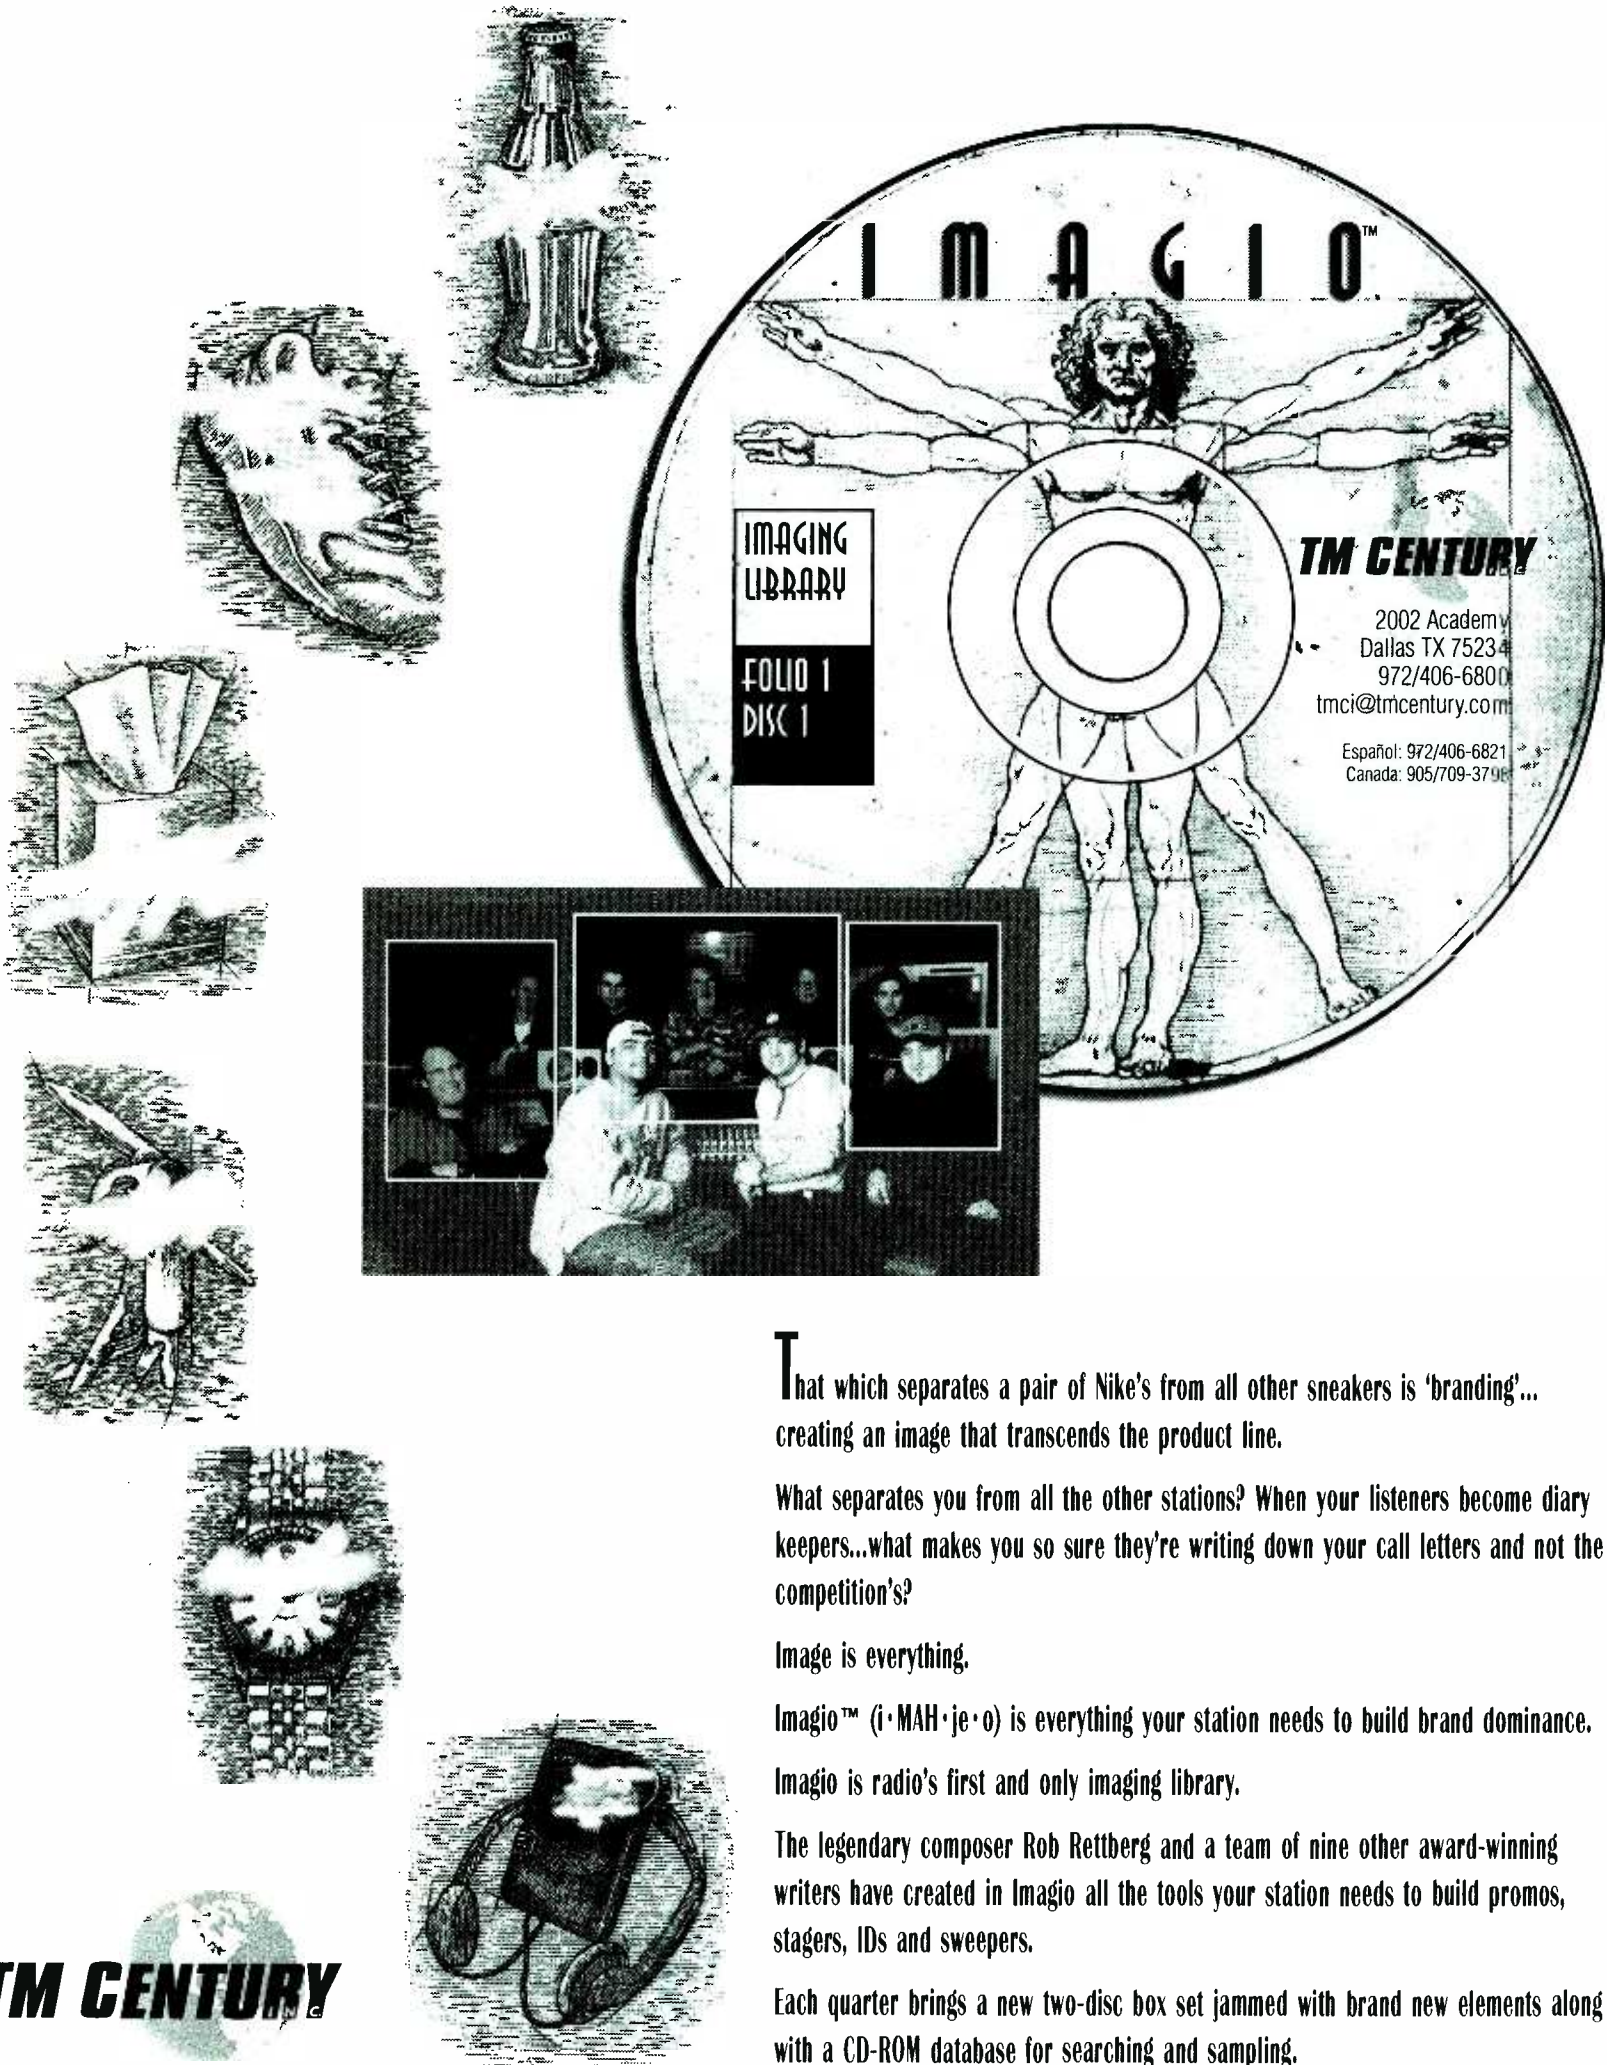 IMAGIO™
IMAGING
LIBRARY
FOLIO 1
DISC 1
TM CENTURY
INC
2002 Academy
Dallas TX 75234
972/406-6800
tmci@tmcentury.com
Español: 972/406-6821
Canada: 905/709-37
That which separates a pair of Nike's from all other sneakers is 'branding'...
creating an image that transcends the product line.
What separates you from all the other stations? When your listeners become diary
keepers...what makes you so sure they're writing down your call letters and not the
competition's?
Image is everything.
Imagio™ (i·MAH·je·o) is everything your station needs to build brand dominance.
Imagio is radio's first and only imaging library.
The legendary composer Rob Rettberg and a team of nine other award-winning
writers have created in Imagio all the tools your station needs to build promos,
stagers, IDs and sweepers.
Each quarter brings a new two-disc box set jammed with brand new elements along
with a CD-ROM database for searching and sampling.
TM CENTURY
INC